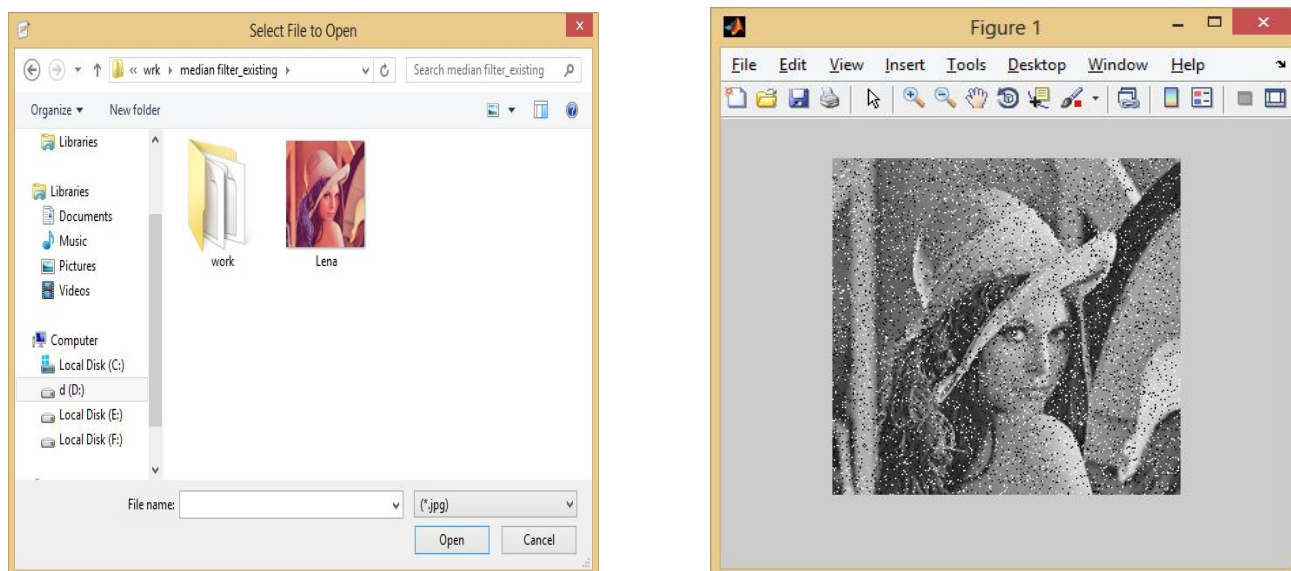 Select File to Open
« wrk median filter_existing
Search median filter_existing
Organize New folder
Libraries
Libraries
Documents
Music
Pictures
Videos
Computer
Local Disk (C:)
d (D:)
Local Disk (E:)
Local Disk (F:)
work
Lena
File name:
(*.jpg)
Open Cancel
Figure 1
File Edit View Insert Tools Desktop Window Help